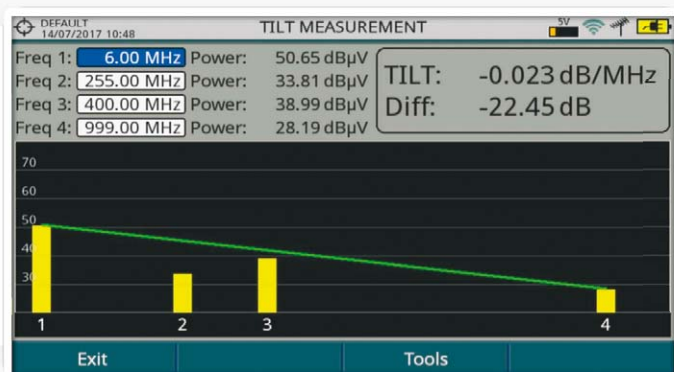 DEFAULT
14/07/2017 10:48
TILT MEASUREMENT
5V
Freq 1: 6.00 MHz Power: 50.65 dBµV
Freq 2: 255.00 MHz Power: 33.81 dBµV
Freq 3: 400.00 MHz Power: 38.99 dBµV
Freq 4: 999.00 MHz Power: 28.19 dBµV
TILT: -0.023 dB/MHz
Diff: -22.45 dB
70
60
50
40
30
1 2 3 4
Exit Tools